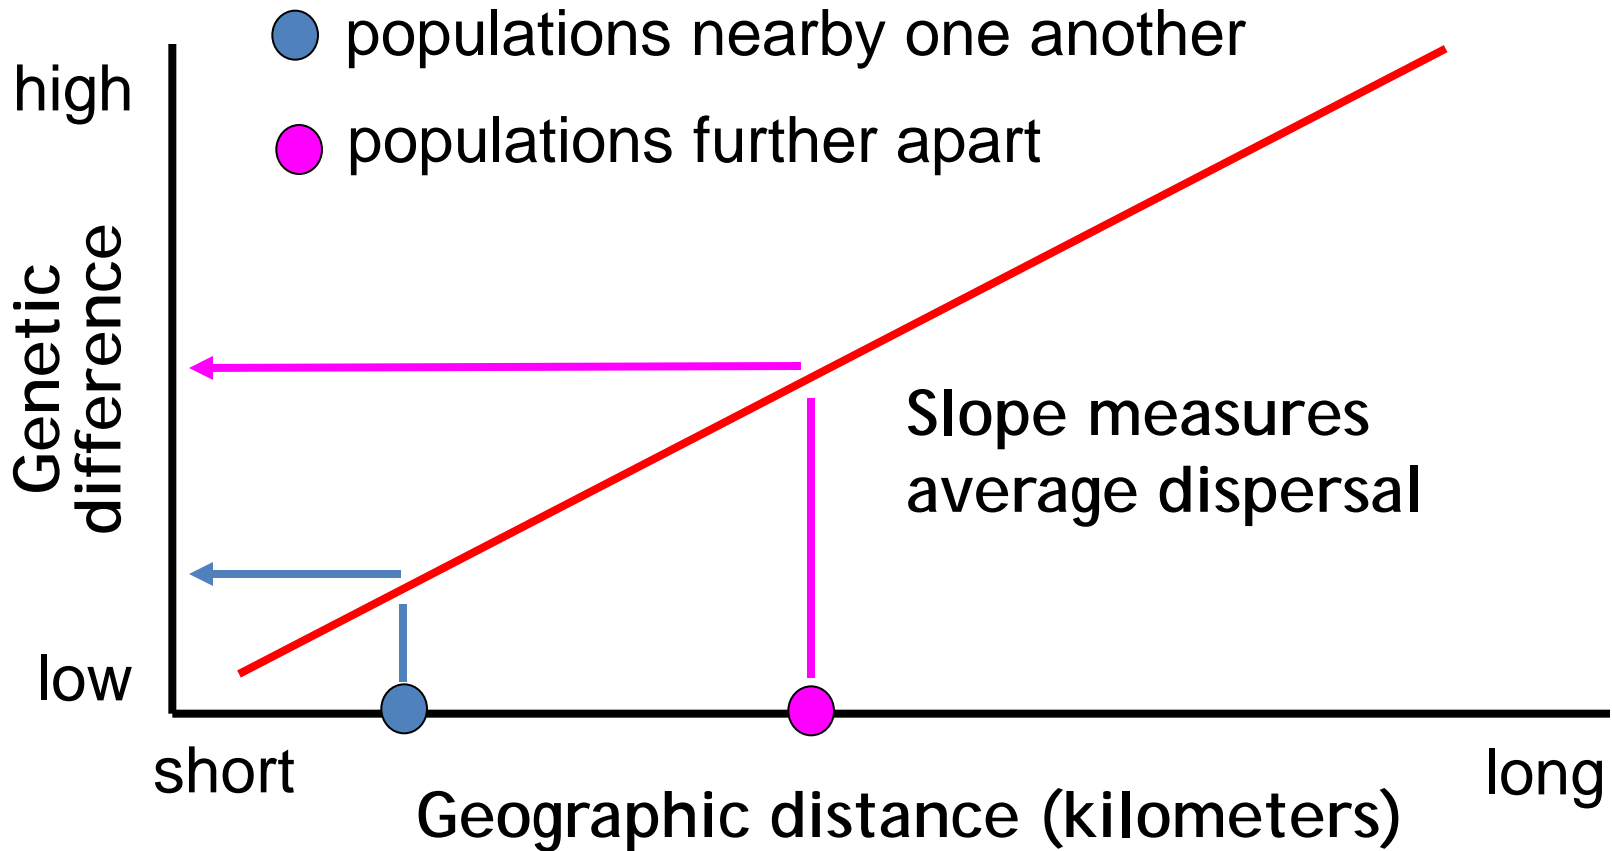 populations nearby one another
populations further apart
high
Genetic
difference
low
Slope measures
average dispersal
short
long
Geographic distance (kilometers)